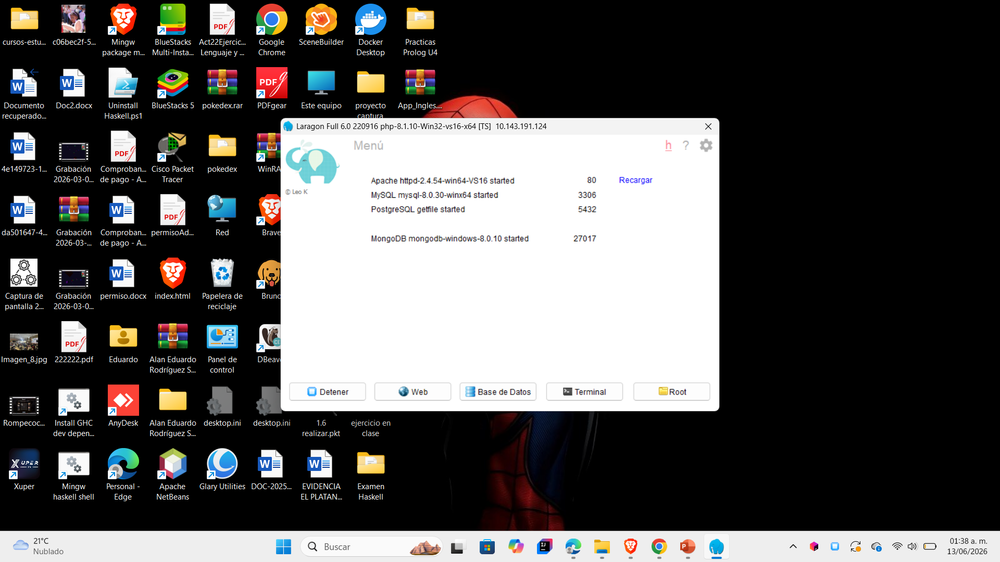 cursos-estu...
c06bec2f-5...
Mingw
package m...
BlueStacks
Multi-Insta...
Act22Ejercic...
Lenguaje y ...
Google
Chrome
SceneBuilder
Docker
Desktop
Practicas
Prolog U4
Documento
recuperado...
Doc2.docx
Uninstall
Haskell.ps1
BlueStacks 5
pokedex.rar
PDFgear
Este equipo
proyecto
captura
App_Ingles....
4e149723-1...
Grabación
2026-03-0...
Comproban...
de pago - A...
Cisco Packet
Tracer
pokedex
WinRA
da501647-4...
Grabación
2026-03-...
Comproban...
de pago - A...
permisoAd...
Red
Brave
Captura de
pantalla 2...
Grabación
2026-03-0...
permiso.docx
index.html
Papelera de
reciclaje
Brunc
Imagen_8.jpg
222222.pdf
Eduardo
Alan Eduardo
Rodríguez S...
Panel de
control
DBeav
Rompecoc...
Install GHC
dev depen...
AnyDesk
Alan Eduardo
Rodríguez S...
desktop.ini
desktop.ini
1.6
realizar.pkt
ejercicio en
clase
Xuper
Mingw
haskell shell
Personal -
Edge
Apache
NetBeans
Glary Utilities
DOC-2025...
EVIDENCIA
EL PLATAN...
Examen
Haskell
Laragon Full 6.0 220916 php-8.1.10-Win32-vs16-x64 [TS] 10.143.191.124
Menú
h ?
© Leo K
Apache httpd-2.4.54-win64-VS16 started 80 Recargar
MySQL mysql-8.0.30-winx64 started 3306
PostgreSQL getfile started 5432
MongoDB mongodb-windows-8.0.10 started 27017
Detener
Web
Base de Datos
Terminal
Root
21°C
Nublado
Buscar
01:38 a. m.
13/06/2026